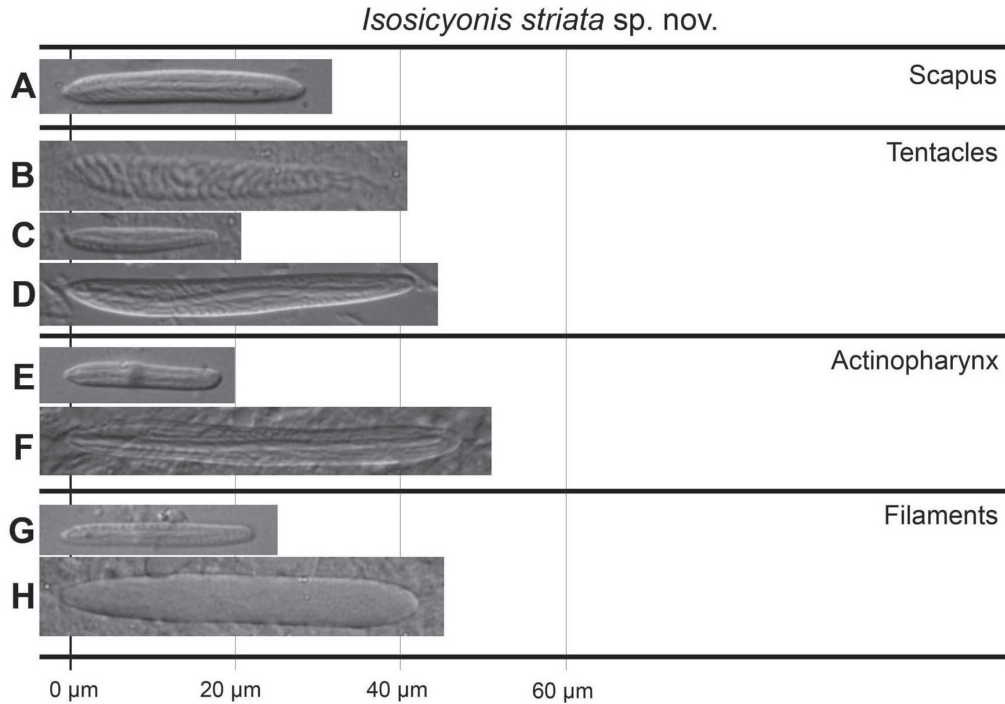 Isosicyonis striata sp. nov.
A
Scapus
B
Tentacles
C
D
E
Actinopharynx
F
G
Filaments
H
0 µm 20 µm 40 µm 60 µm